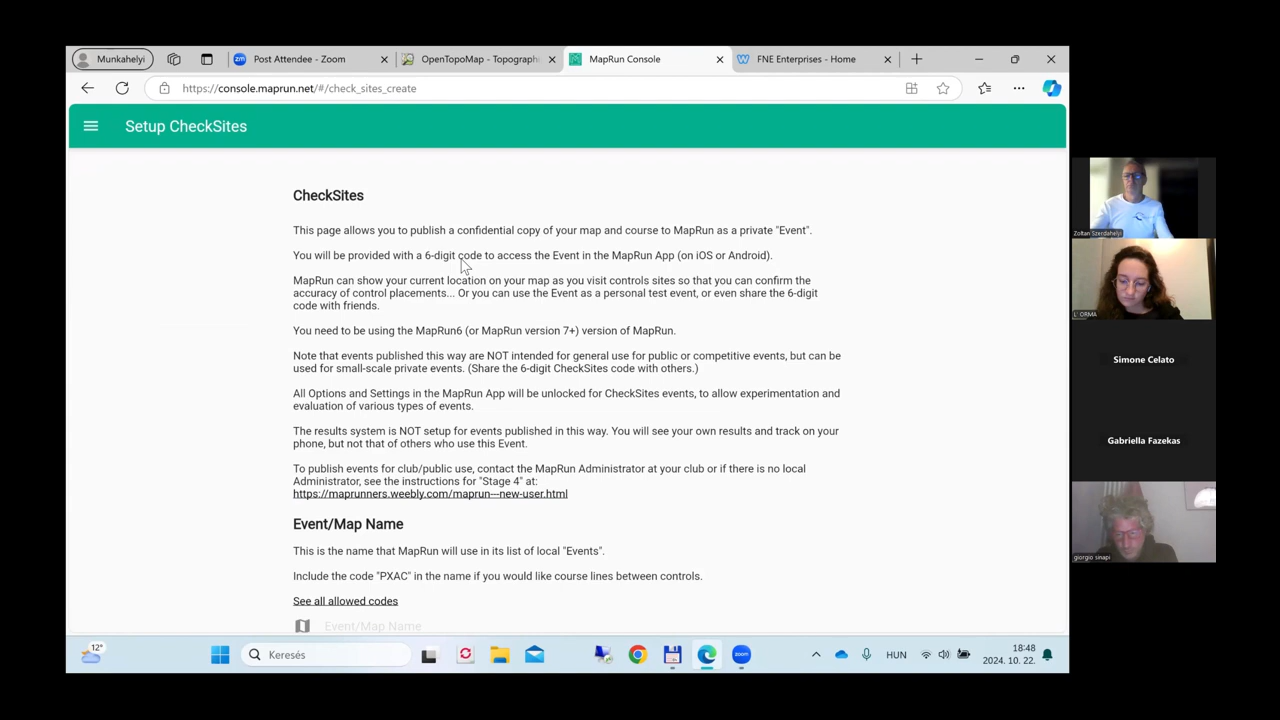 Munkahelyi
Post Attendee - Zoom
OpenTopoMap - Topograph
MapRun Console
FNE Enterprises - Home
https://console.maprun.net/#/check_sites_create
Setup CheckSites
CheckSites
This page allows you to publish a confidential copy of your map and course to MapRun as a private "Event".
You will be provided with a 6-digit code to access the Event in the MapRun App (on iOS or Android).
MapRun can show your current location on your map as you visit controls sites so that you can confirm the
accuracy of control placements... Or you can use the Event as a personal test event, or even share the 6-digit
code with friends.
You need to be using the MapRun6 (or MapRun version 7+) version of MapRun.
Note that events published this way are NOT intended for general use for public or competitive events, but can be
used for small-scale private events. (Share the 6-digit CheckSites code with others.)
All Options and Settings in the MapRun App will be unlocked for CheckSites events, to allow experimentation and
evaluation of various types of events.
The results system is NOT setup for events published in this way. You will see your own results and track on your
phone, but not that of others who use this Event.
To publish events for club/public use, contact the MapRun Administrator at your club or if there is no local
Administrator, see the instructions for "Stage 4" at:
https://maprunners.weebly.com/maprun---new-user.html
Event/Map Name
This is the name that MapRun will use in its list of local "Events".
Include the code "PXAC" in the name if you would like course lines between controls.
See all allowed codes
Event/Map Name
Zoltan Szerdahelyi
L' ORMA
Simone Celato
Gabriella Fazekas
giorgio sinapi
12°
Keresés
HUN
18:48
2024. 10. 22.